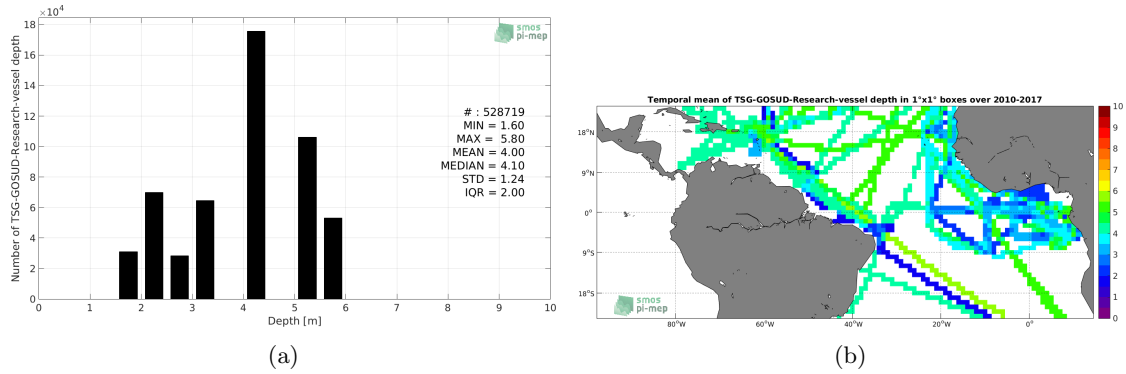 ×10⁴
18
16
14
12
10
8
6
4
2
0
Number of TSG-GOSUD-Research-vessel depth
0 1 2 3 4 5 6 7 8 9 10
Depth [m]
smos
pi-mep
# : 528719
MIN = 1.60
MAX = 5.80
MEAN = 4.00
MEDIAN = 4.10
STD = 1.24
IQR = 2.00
(a)
Temporal mean of TSG-GOSUD-Research-vessel depth in 1°x1° boxes over 2010-2017
18°N
9°N
0°
9°S
18°S
80°W 60°W 40°W 20°W 0°
smos
pi-mep
10
9
8
7
6
5
4
3
2
1
0
(b)